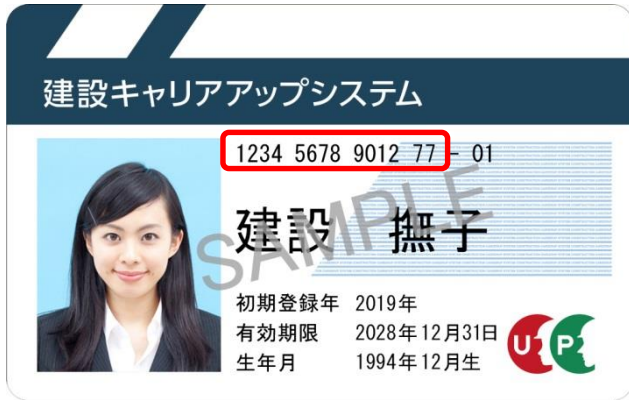 建設キャリアアップシステム
1234 5678 9012 77 - 01
建設 撫子
SAMPLE
初期登録年 2019年
有効期限 2028年12月31日
生年月 1994年12月生
UP